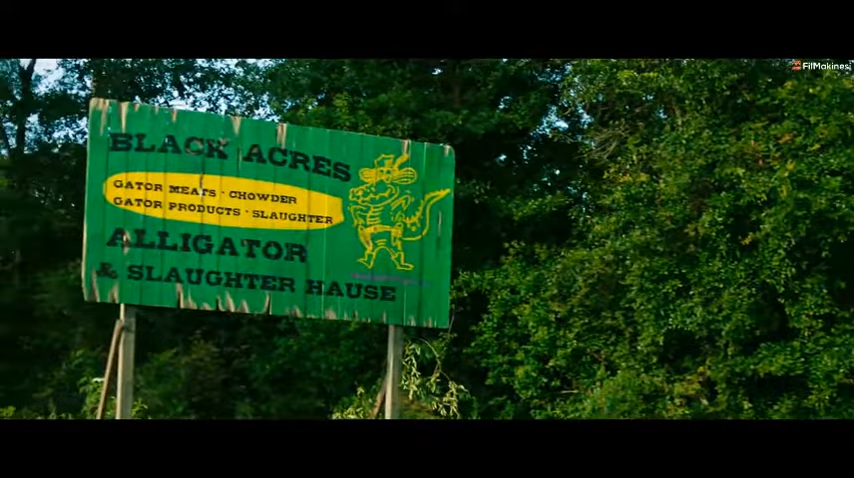 FilMakines
BLACK ACRES
GATOR MEATS · CHOWDER
GATOR PRODUCTS · SLAUGHTER
ALLIGATOR
& SLAUGHTER HAUSE